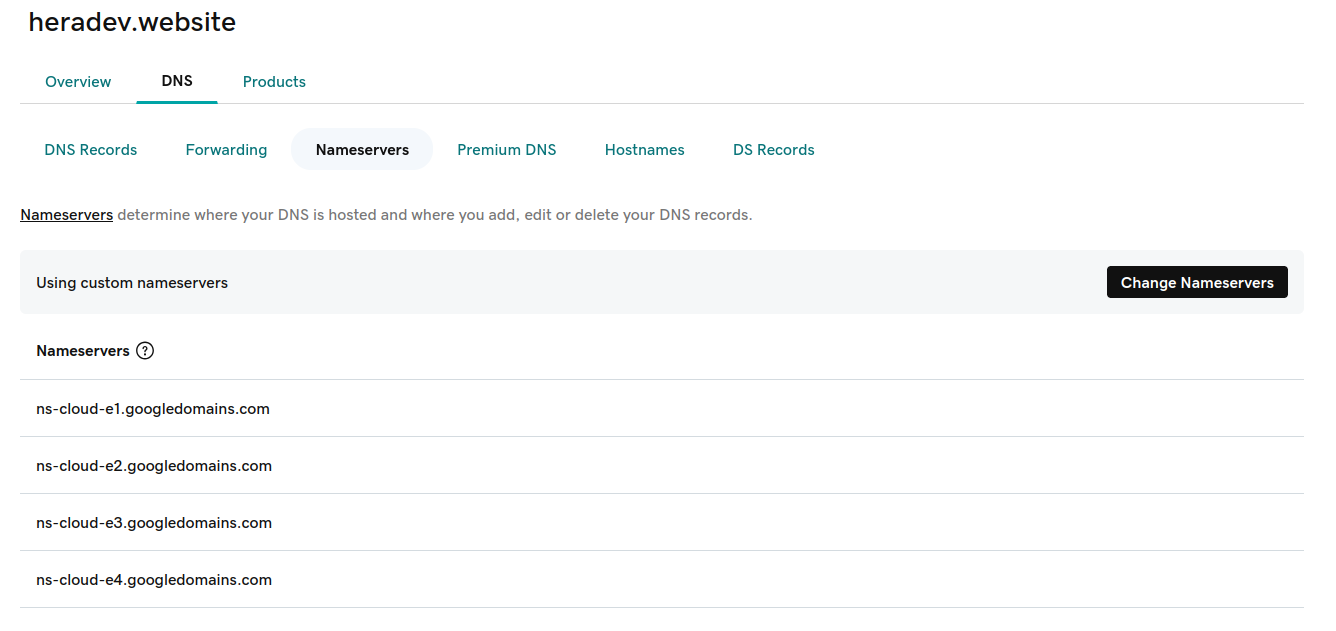 heradev.website
Overview DNS Products
DNS Records Forwarding Nameservers Premium DNS Hostnames DS Records
Nameservers determine where your DNS is hosted and where you add, edit or delete your DNS records.
Using custom nameservers Change Nameservers
Nameservers ?
ns-cloud-e1.googledomains.com
ns-cloud-e2.googledomains.com
ns-cloud-e3.googledomains.com
ns-cloud-e4.googledomains.com